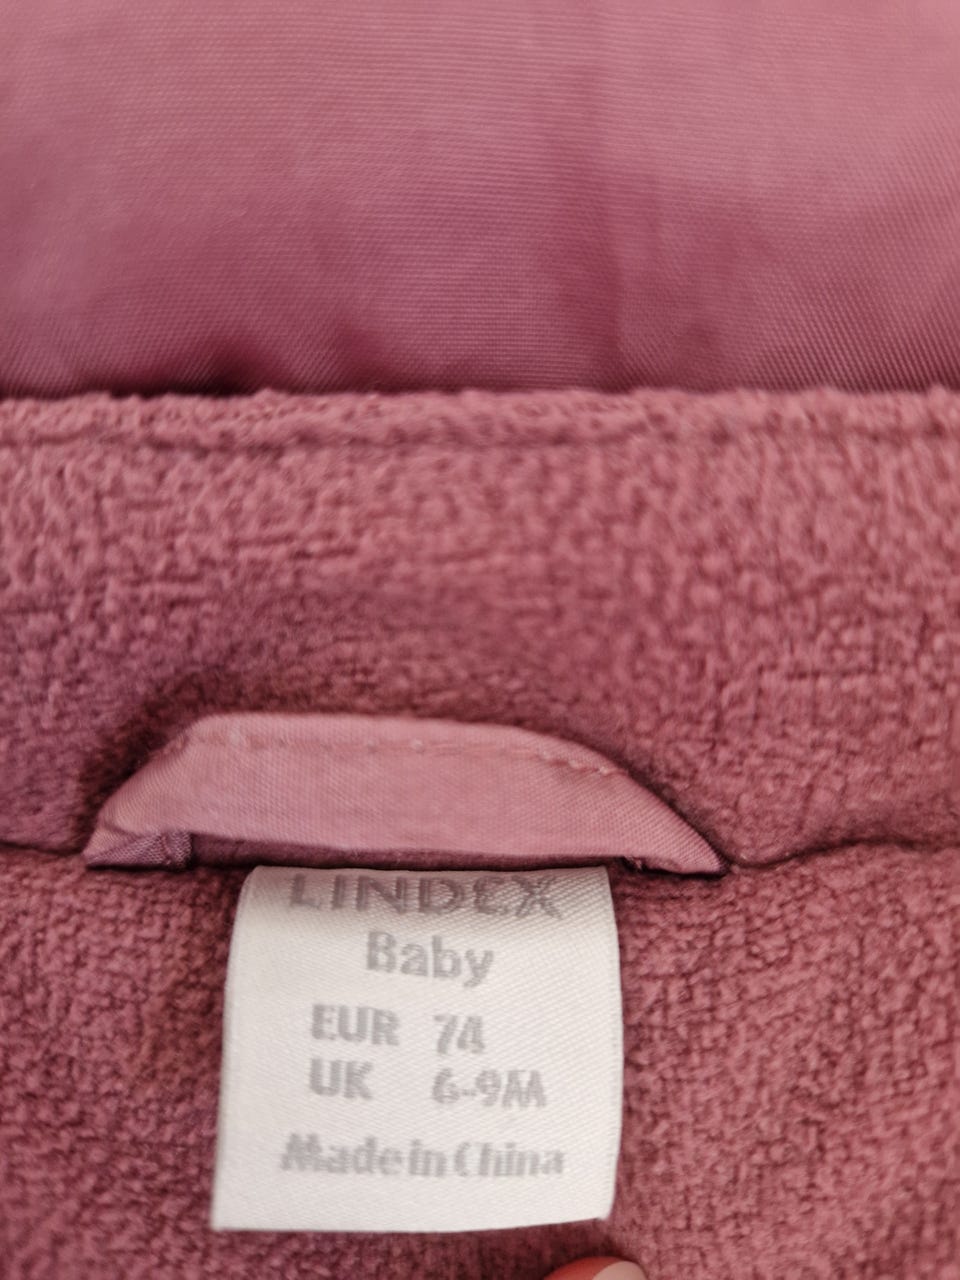 LINDEX
Baby
EUR 74
UK 6-9M
Made in China